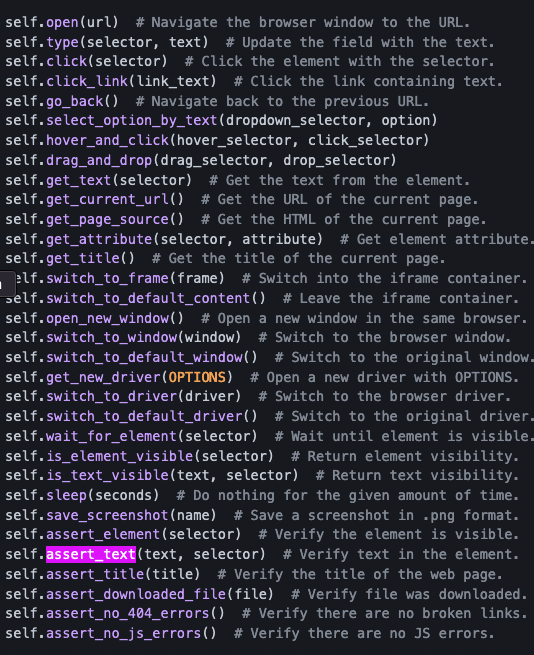 self.open(url)  # Navigate the browser window to the URL.
self.type(selector, text)  # Update the field with the text.
self.click(selector)  # Click the element with the selector.
self.click_link(link_text)  # Click the link containing text.
self.go_back()  # Navigate back to the previous URL.
self.select_option_by_text(dropdown_selector, option)
self.hover_and_click(hover_selector, click_selector)
self.drag_and_drop(drag_selector, drop_selector)
self.get_text(selector)  # Get the text from the element.
self.get_current_url()  # Get the URL of the current page.
self.get_page_source()  # Get the HTML of the current page.
self.get_attribute(selector, attribute)  # Get element attribute.
self.get_title()  # Get the title of the current page.
elf.switch_to_frame(frame)  # Switch into the iframe container.
self.switch_to_default_content()  # Leave the iframe container.
self.open_new_window()  # Open a new window in the same browser.
self.switch_to_window(window)  # Switch to the browser window.
self.switch_to_default_window()  # Switch to the original window.
self.get_new_driver(OPTIONS)  # Open a new driver with OPTIONS.
self.switch_to_driver(driver)  # Switch to the browser driver.
self.switch_to_default_driver()  # Switch to the original driver.
self.wait_for_element(selector)  # Wait until element is visible.
self.is_element_visible(selector)  # Return element visibility.
self.is_text_visible(text, selector)  # Return text visibility.
self.sleep(seconds)  # Do nothing for the given amount of time.
self.save_screenshot(name)  # Save a screenshot in .png format.
self.assert_element(selector)  # Verify the element is visible.
self.assert_text(text, selector)  # Verify text in the element.
self.assert_title(title)  # Verify the title of the web page.
self.assert_downloaded_file(file)  # Verify file was downloaded.
self.assert_no_404_errors()  # Verify there are no broken links.
self.assert_no_js_errors()  # Verify there are no JS errors.